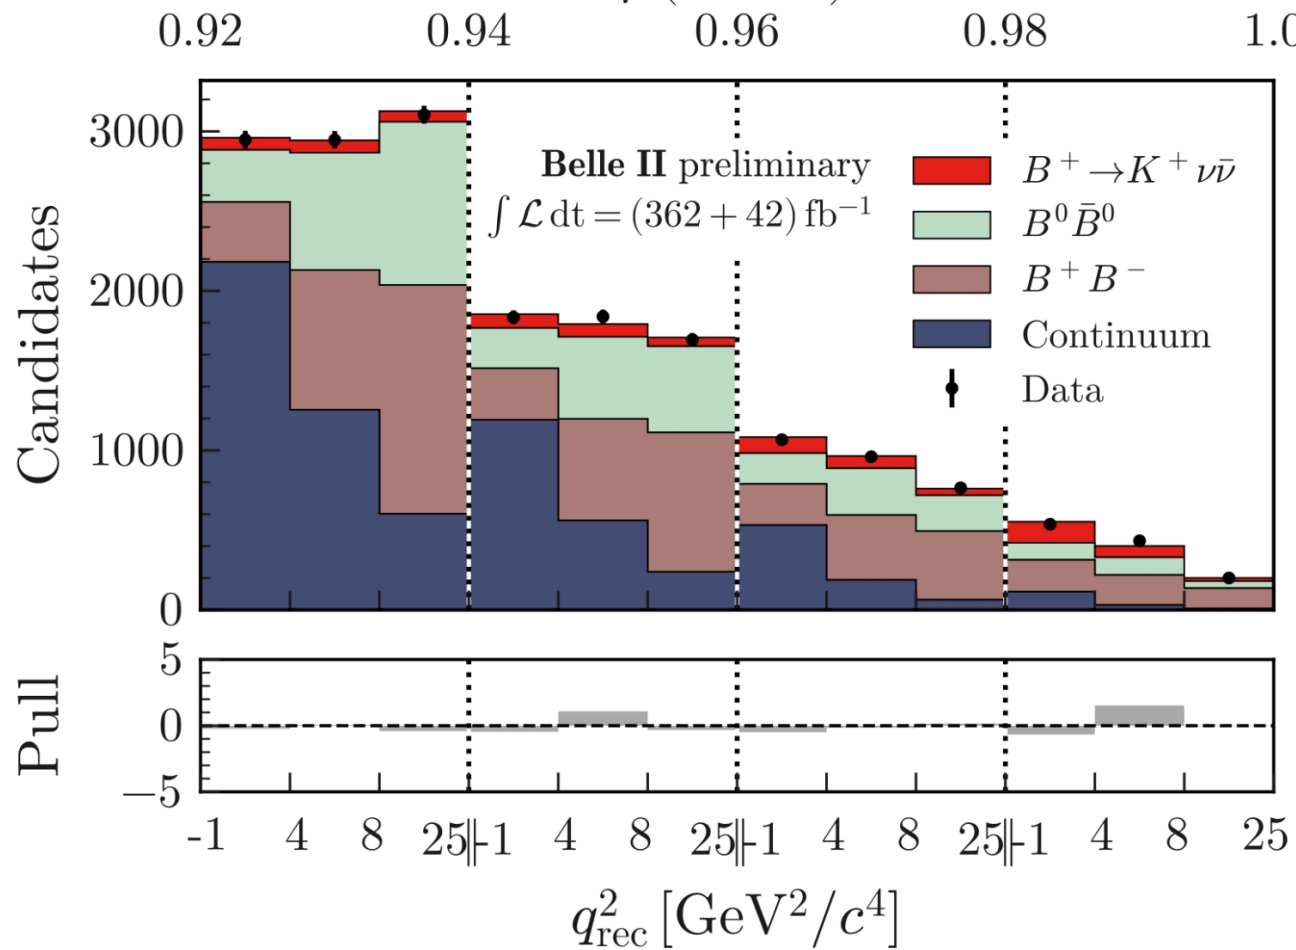 0.92 0.94 0.96 0.98 1.0
Candidates
3000
2000
1000
0
Belle II preliminary
∫ ℒ dt = (362 + 42) fb⁻¹
B⁺→K⁺νν̄
B⁰B̄⁰
B⁺B⁻
Continuum
Data
Pull
5
0
−5
-1 4 8 25||-1 4 8 25||-1 4 8 25||-1 4 8 25
q²rec [GeV²/c⁴]